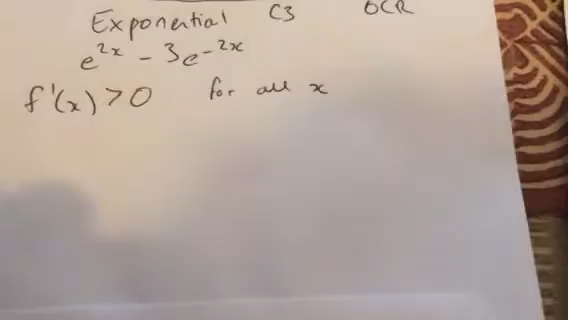 Exponential C3 OCR
e^{2x} - 3e^{-2x}
f'(x) > 0 for all x